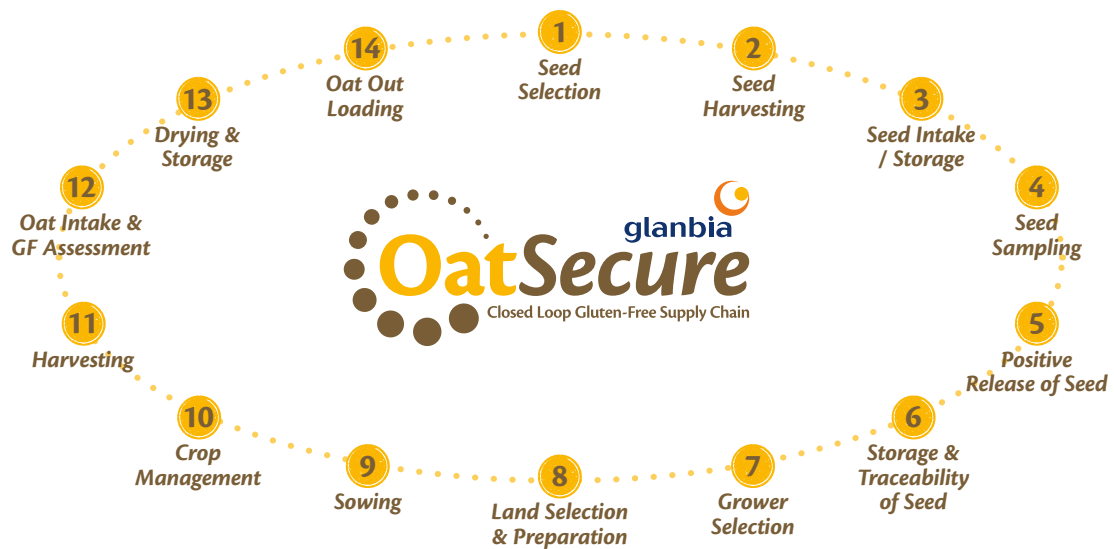 1
Seed
Selection
2
Seed
Harvesting
3
Seed Intake
/ Storage
4
Seed
Sampling
5
Positive
Release of Seed
6
Storage &
Traceability
of Seed
7
Grower
Selection
8
Land Selection
& Preparation
9
Sowing
10
Crop
Management
11
Harvesting
12
Oat Intake &
GF Assessment
13
Drying &
Storage
14
Oat Out
Loading
glanbia
OatSecure
Closed Loop Gluten-Free Supply Chain